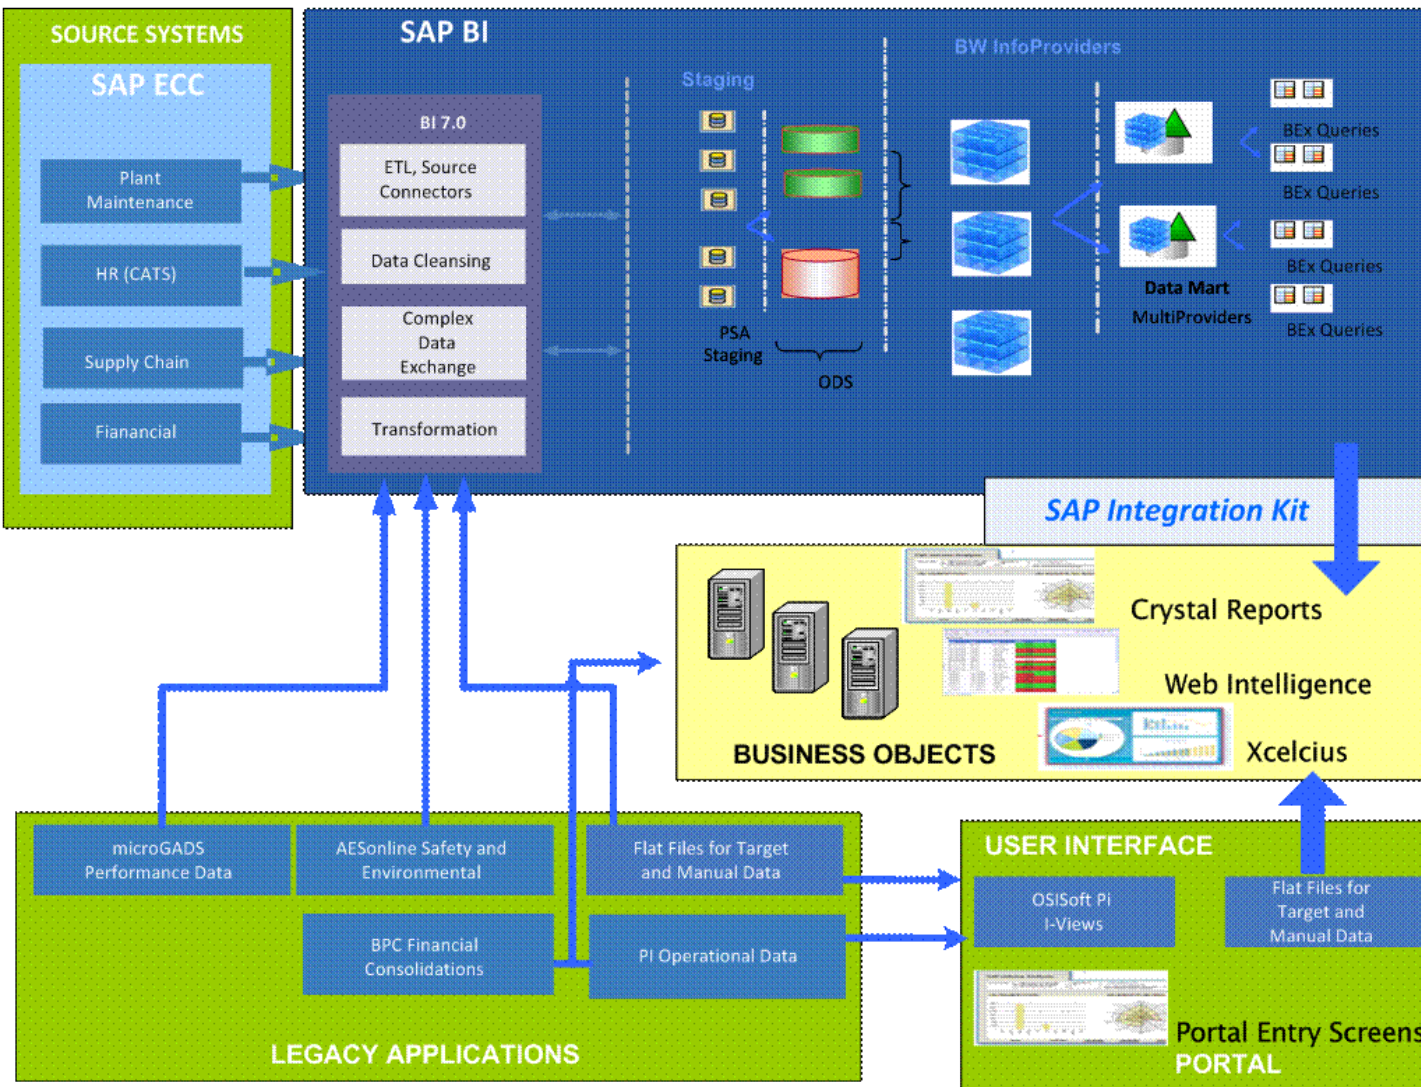 SOURCE SYSTEMS
SAP ECC
Plant
Maintenance
HR (CATS)
Supply Chain
Fianancial
SAP BI
BI 7.0
ETL, Source
Connectors
Data Cleansing
Complex
Data
Exchange
Transformation
Staging
PSA
Staging
ODS
BW InfoProviders
Data Mart
MultiProviders
BEx Queries
BEx Queries
BEx Queries
BEx Queries
SAP Integration Kit
Crystal Reports
Web Intelligence
Xcelcius
BUSINESS OBJECTS
microGADS
Performance Data
AESonline Safety and
Environmental
Flat Files for Target
and Manual Data
BPC Financial
Consolidations
PI Operational Data
LEGACY APPLICATIONS
USER INTERFACE
OSISoft Pi
I-Views
Flat Files for
Target and
Manual Data
Portal Entry Screens
PORTAL